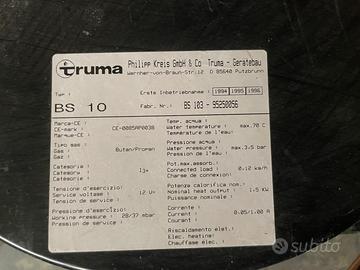 truma
Philipp Kreis GmbH & Co Truma - Gerätebau
Wernher-von-Braun-Str.12 D 85640 Putzbrunn
Typ :
BS 10
Erste Inbetriebnahme : 1994 1995 1996
Fabr. Nr.: BS 103 - 95250056
Marca-CE
CE-mark : CE-0085AP0038
Marque-CE
Tipo gas :
Gas : Butan/Propan
Gaz :
Categoria
Category : I3+
Catégorie
Tensione d'esercizio
Service voltage : 12 V=
Tension de service
Pressione d'esercizio
Working pressure : 28/37 mbar
Pression de service
Temp. acqua :
Water temperature : max.70 C
Température de l'eau :
Pressione acqua
Water pressure : max.3.5 bar
Pression de l'eau
Pot.max.assorb.
Connected load : 0.12 kg/h
Charge connectée
Potenza calorifica nom.
Nominal heat output : 1.5 KW
Puissance nominale :
Corrente :
Current : 0.05/1.00 A
Courant :
Riscaldamento elet.
Elec. heating:
Chauffage élec. :
subito